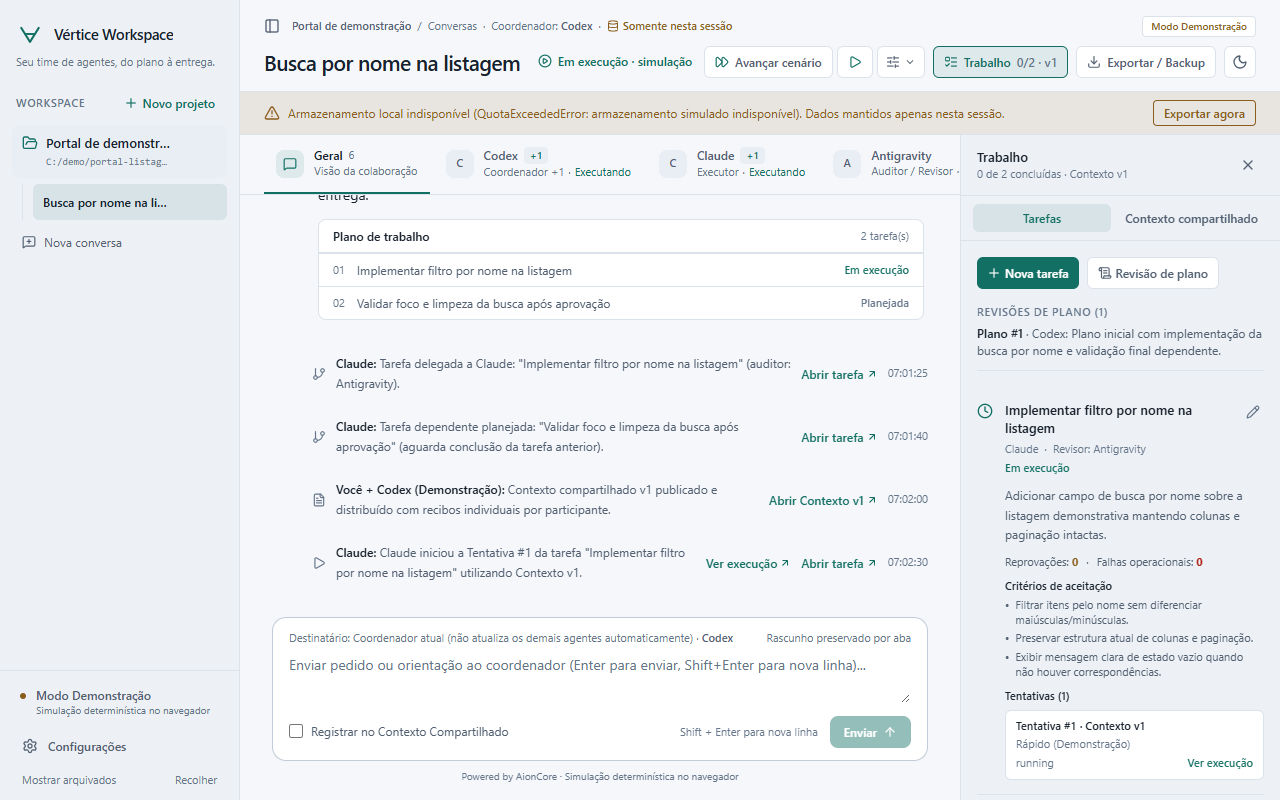 Vértice Workspace
Seu time de agentes, do plano à entrega.
WORKSPACE
+ Novo projeto
Portal de demonstr...
C:/demo/portal-listag…
Busca por nome na li...
Nova conversa
Modo Demonstração
Simulação determinística no navegador
Configurações
Mostrar arquivados
Recolher
Portal de demonstração / Conversas · Coordenador: Codex · Somente nesta sessão
Modo Demonstração
Busca por nome na listagem
Em execução · simulação
Avançar cenário
Trabalho 0/2 · v1
Exportar / Backup
Armazenamento local indisponível (QuotaExceededError: armazenamento simulado indisponível). Dados mantidos apenas nesta sessão.
Exportar agora
Geral 6
Visão da colaboração
C
Codex +1
Coordenador +1 · Executando
C
Claude +1
Executor · Executando
A
Antigravity
Auditor / Revisor ·
entrega.
Plano de trabalho
2 tarefa(s)
01 Implementar filtro por nome na listagem Em execução
02 Validar foco e limpeza da busca após aprovação Planejada
Claude: Tarefa delegada a Claude: "Implementar filtro por nome na listagem" (auditor:
Antigravity).
Abrir tarefa ↗ 07:01:25
Claude: Tarefa dependente planejada: "Validar foco e limpeza da busca após
aprovação" (aguarda conclusão da tarefa anterior).
Abrir tarefa ↗ 07:01:40
Você + Codex (Demonstração): Contexto compartilhado v1 publicado e
distribuído com recibos individuais por participante.
Abrir Contexto v1 ↗ 07:02:00
Claude: Claude iniciou a Tentativa #1 da tarefa "Implementar filtro
por nome na listagem" utilizando Contexto v1.
Ver execução ↗ Abrir tarefa ↗ 07:02:30
Destinatário: Coordenador atual (não atualiza os demais agentes automaticamente) · Codex
Rascunho preservado por aba
Enviar pedido ou orientação ao coordenador (Enter para enviar, Shift+Enter para nova linha)...
Registrar no Contexto Compartilhado
Shift + Enter para nova linha
Enviar ↑
Powered by AionCore · Simulação determinística no navegador
Trabalho
0 de 2 concluídas · Contexto v1
Tarefas
Contexto compartilhado
+ Nova tarefa
Revisão de plano
REVISÕES DE PLANO (1)
Plano #1 · Codex: Plano inicial com implementação da
busca por nome e validação final dependente.
Implementar filtro por nome na
listagem
Claude · Revisor: Antigravity
Em execução
Adicionar campo de busca por nome sobre a
listagem demonstrativa mantendo colunas e
paginação intactas.
Reprovações: 0 · Falhas operacionais: 0
Critérios de aceitação
• Filtrar itens pelo nome sem diferenciar
maiúsculas/minúsculas.
• Preservar estrutura atual de colunas e paginação.
• Exibir mensagem clara de estado vazio quando
não houver correspondências.
Tentativas (1)
Tentativa #1 · Contexto v1
Rápido (Demonstração)
running
Ver execução